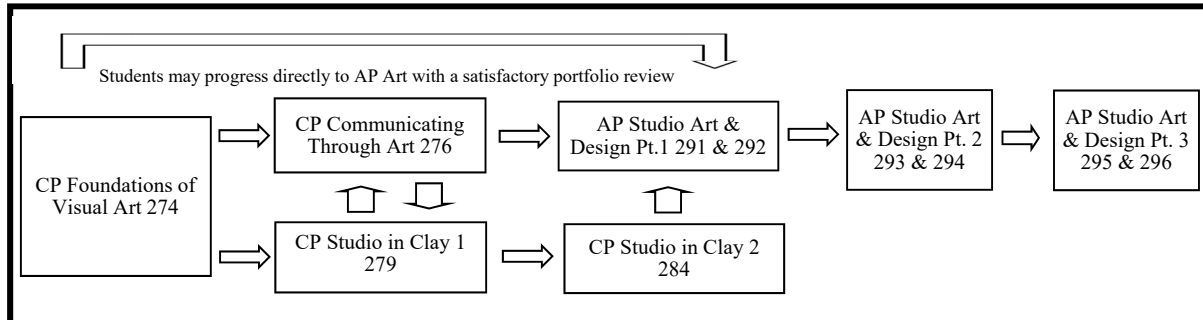 Students may progress directly to AP Art with a satisfactory portfolio review
CP Foundations of
Visual Art 274
CP Communicating
Through Art 276
AP Studio Art &
Design Pt.1 291 & 292
AP Studio Art
& Design Pt. 2
293 & 294
AP Studio Art
& Design Pt. 3
295 & 296
CP Studio in Clay 1
279
CP Studio in Clay 2
284